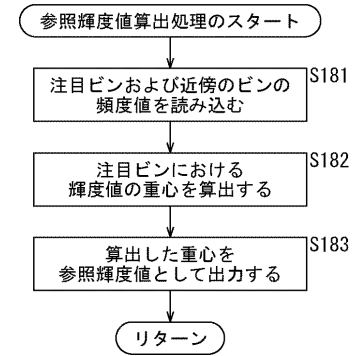 参照輝度値算出処理のスタート
S181
注目ビンおよび近傍のビンの
頻度値を読み込む
S182
注目ビンにおける
輝度値の重心を算出する
S183
算出した重心を
参照輝度値として出力する
リターン